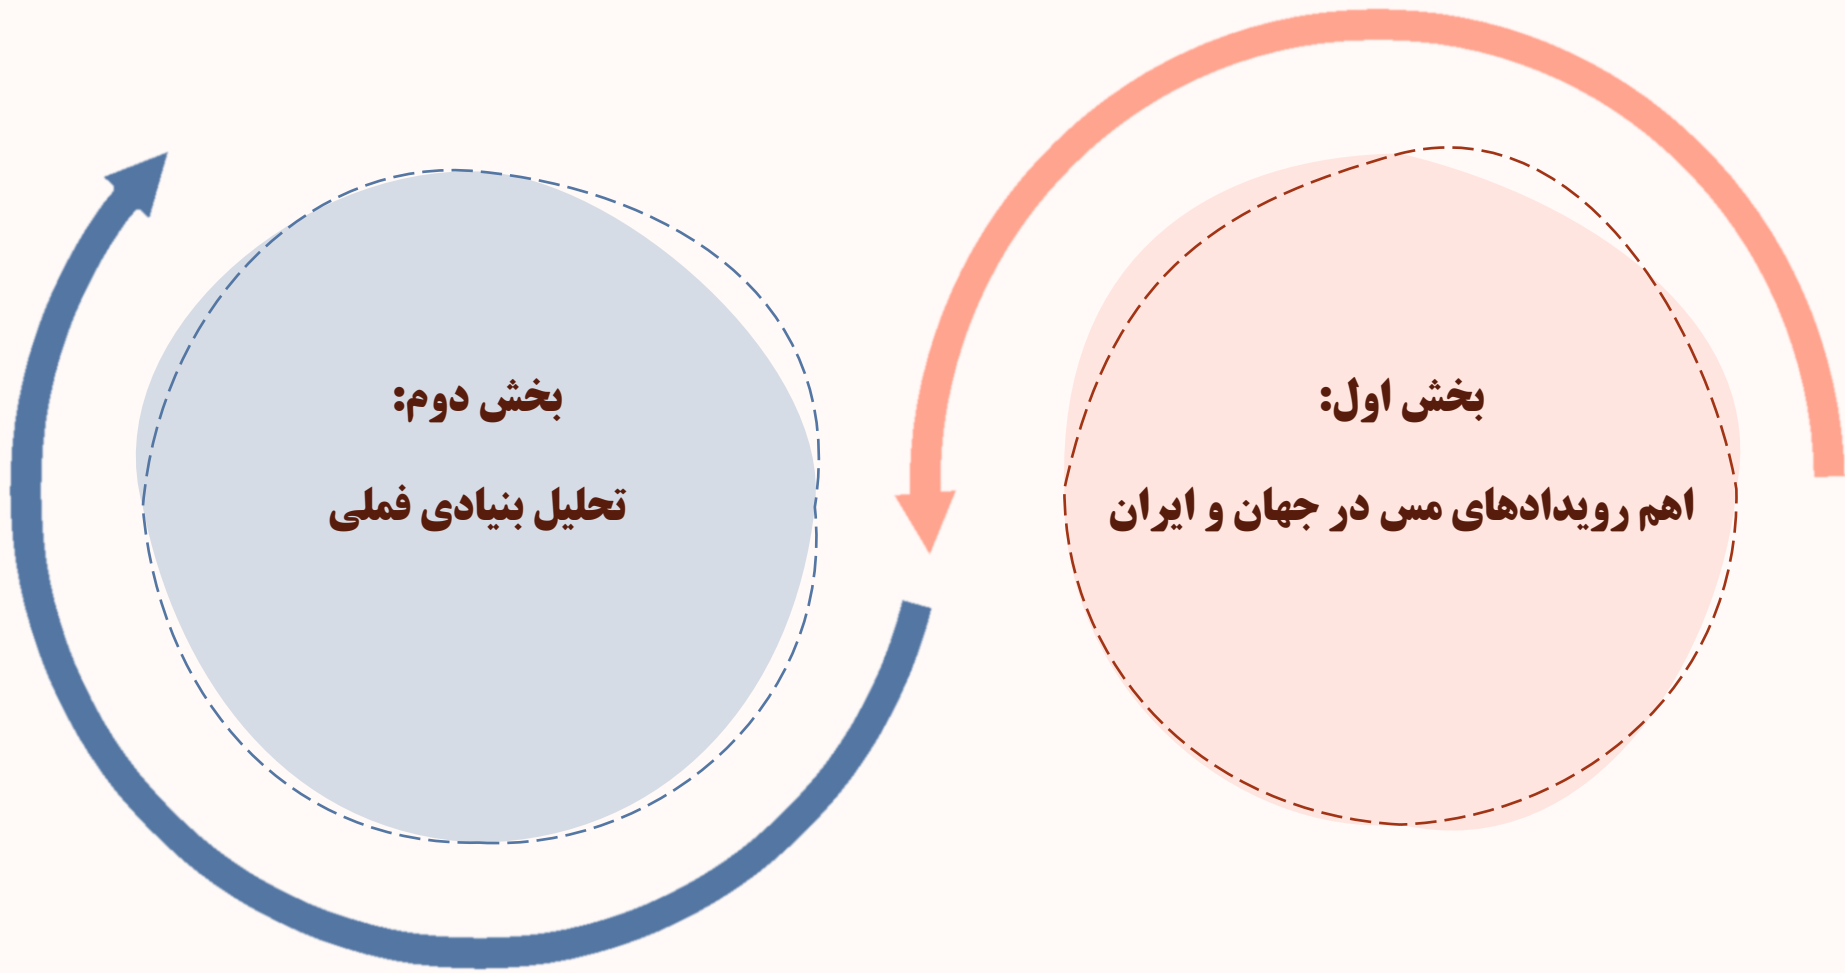 بخش اول:
اهم رویدادهای مس در جهان و ایران
بخش دوم:
تحلیل بنیادی فملی